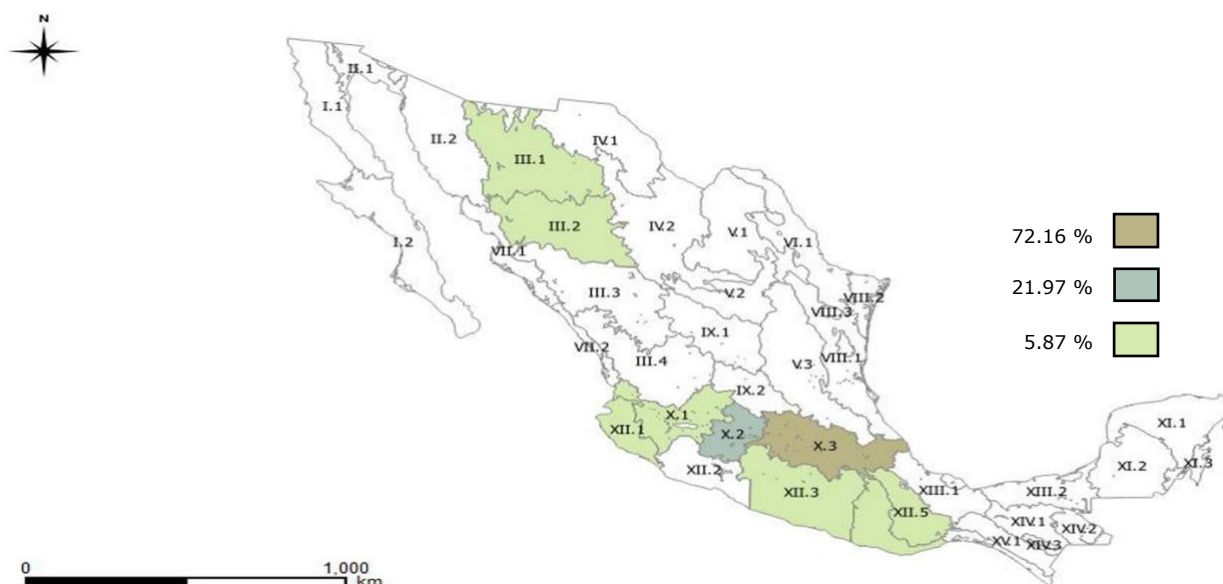 N
II.1
I.1
II.2
IV.1
III.1
III.2
IV.2
V.1
VI.1
I.2
VII.1
72.16 %
III.3
V.2
VIII.2
21.97 %
VIII.3
IX.1
5.87 %
VII.2
III.4
V.3
VIII.1
IX.2
X.1
XII.1
X.2
X.3
XI.1
XI.2
XI.3
XII.2
XII.3
XIII.1
XIII.2
XII.5
XIV.1
XIV.2
XV.1
XIV.3
0
1,000
km